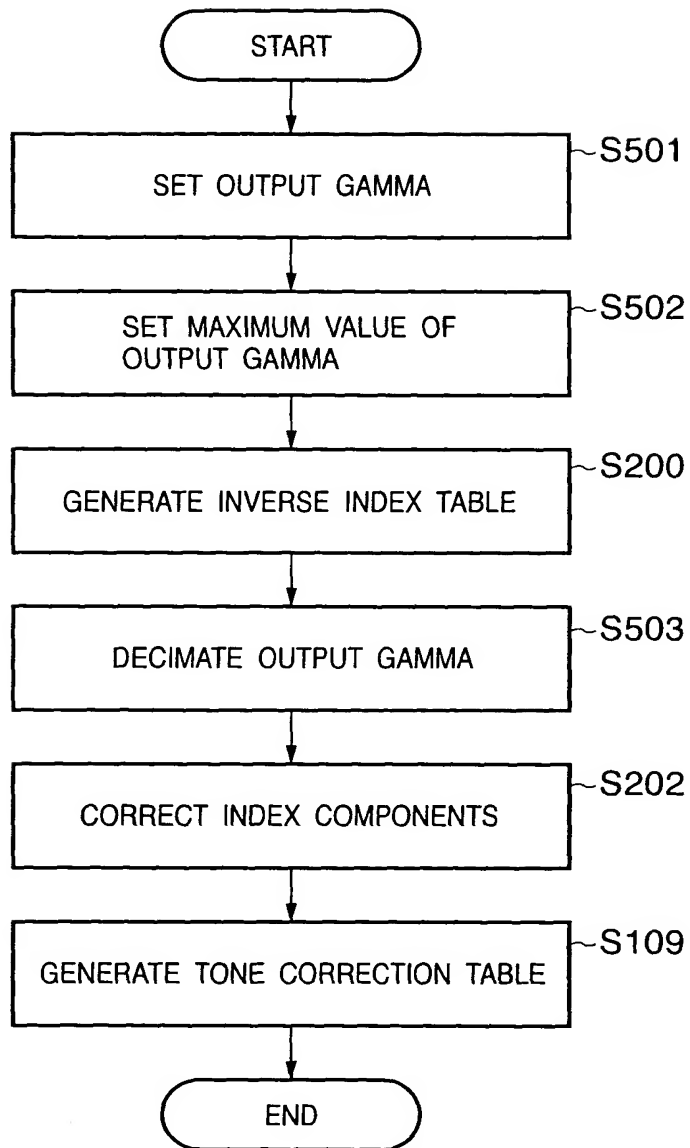 START
SET OUTPUT GAMMA
S501
SET MAXIMUM VALUE OF
OUTPUT GAMMA
S502
GENERATE INVERSE INDEX TABLE
S200
DECIMATE OUTPUT GAMMA
S503
CORRECT INDEX COMPONENTS
S202
GENERATE TONE CORRECTION TABLE
S109
END